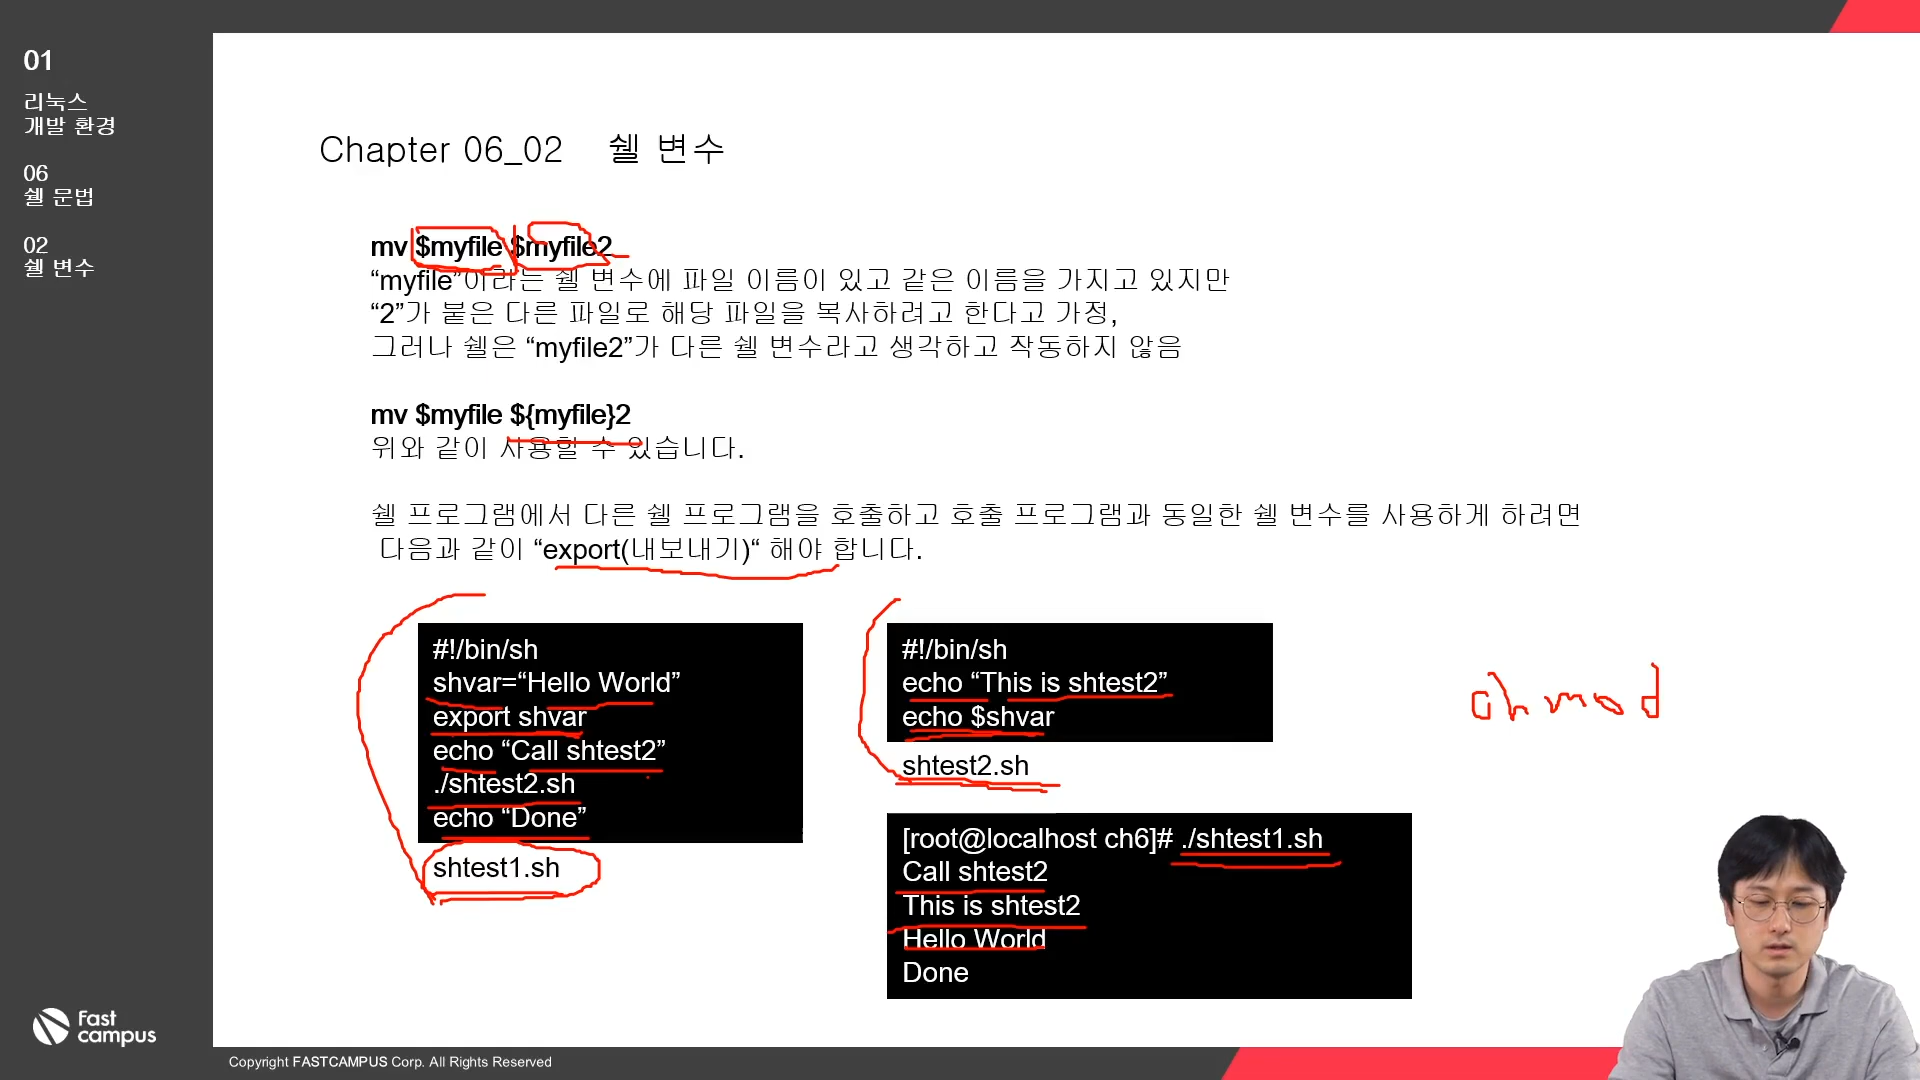 01
리눅스
개발 환경
06
쉘 문법
02
쉘 변수
Chapter 06_02 쉘 변수
mv $myfile $myfile2
“myfile”이라는 쉘 변수에 파일 이름이 있고 같은 이름을 가지고 있지만
“2”가 붙은 다른 파일로 해당 파일을 복사하려고 한다고 가정,
그러나 쉘은 “myfile2”가 다른 쉘 변수라고 생각하고 작동하지 않음
mv $myfile ${myfile}2
위와 같이 사용할 수 있습니다.
쉘 프로그램에서 다른 쉘 프로그램을 호출하고 호출 프로그램과 동일한 쉘 변수를 사용하게 하려면
다음과 같이 “export(내보내기)“ 해야 합니다.
#!/bin/sh
shvar=“Hello World”
export shvar
echo “Call shtest2”
./shtest2.sh
echo “Done”
shtest1.sh
#!/bin/sh
echo “This is shtest2”
echo $shvar
shtest2.sh
chmod
[root@localhost ch6]# ./shtest1.sh
Call shtest2
This is shtest2
Hello World
Done
Fast
campus
Copyright FASTCAMPUS Corp. All Rights Reserved